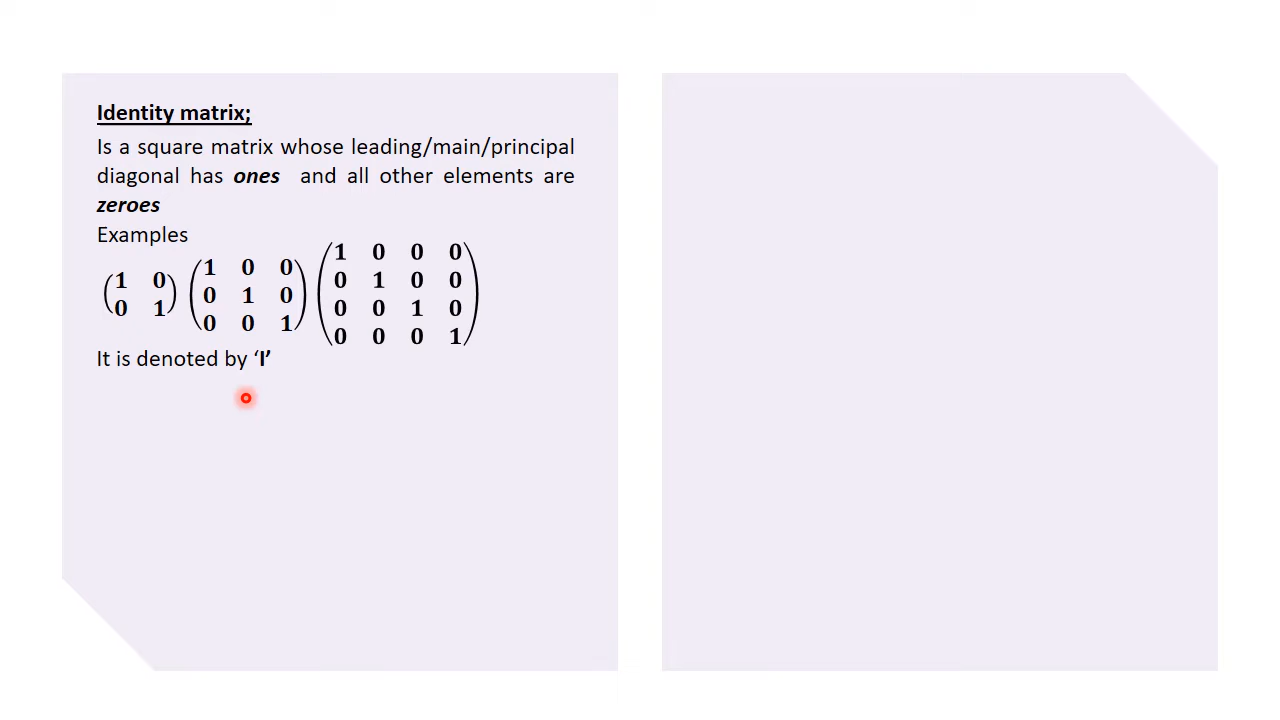 Identity matrix;
Is a square matrix whose leading/main/principal
diagonal has ones and all other elements are
zeroes
Examples
(1 0
0 1)
(1 0 0
0 1 0
0 0 1)
(1 0 0 0
0 1 0 0
0 0 1 0
0 0 0 1)
It is denoted by ‘I’